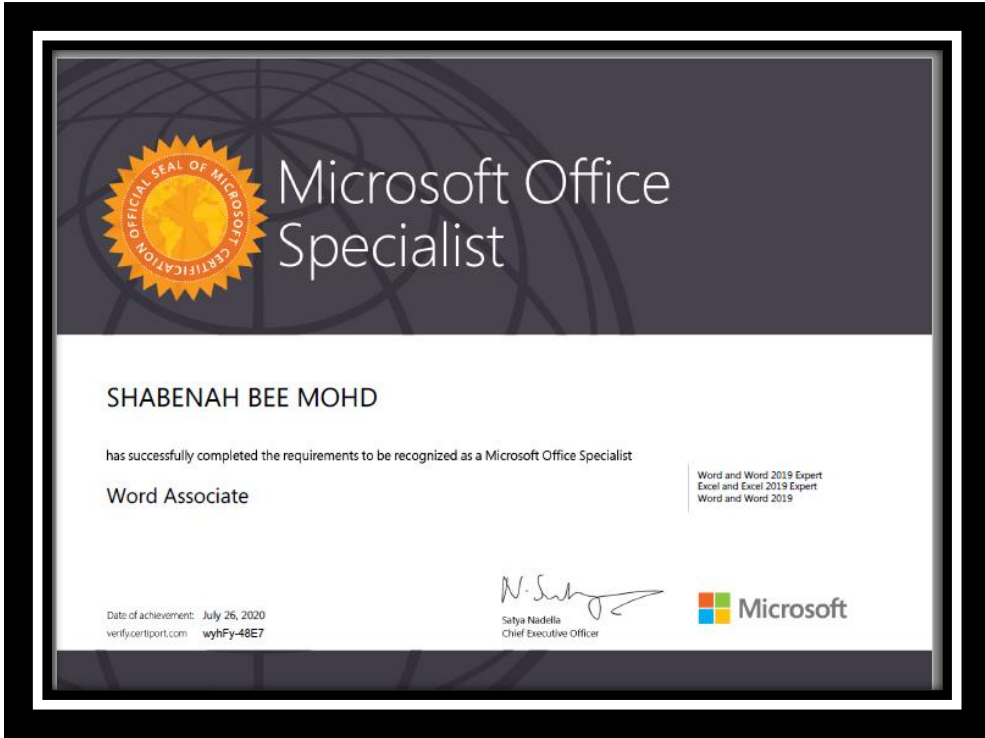 OFFICIAL SEAL OF MICROSOFT CERTIFICATION
Microsoft Office
Specialist
SHABENAH BEE MOHD
has successfully completed the requirements to be recognized as a Microsoft Office Specialist
Word Associate
Word and Word 2019 Expert
Excel and Excel 2019 Expert
Word and Word 2019
Date of achievement: July 26, 2020
verify.certiport.com wyhFy-48E7
Satya Nadella
Chief Executive Officer
Microsoft